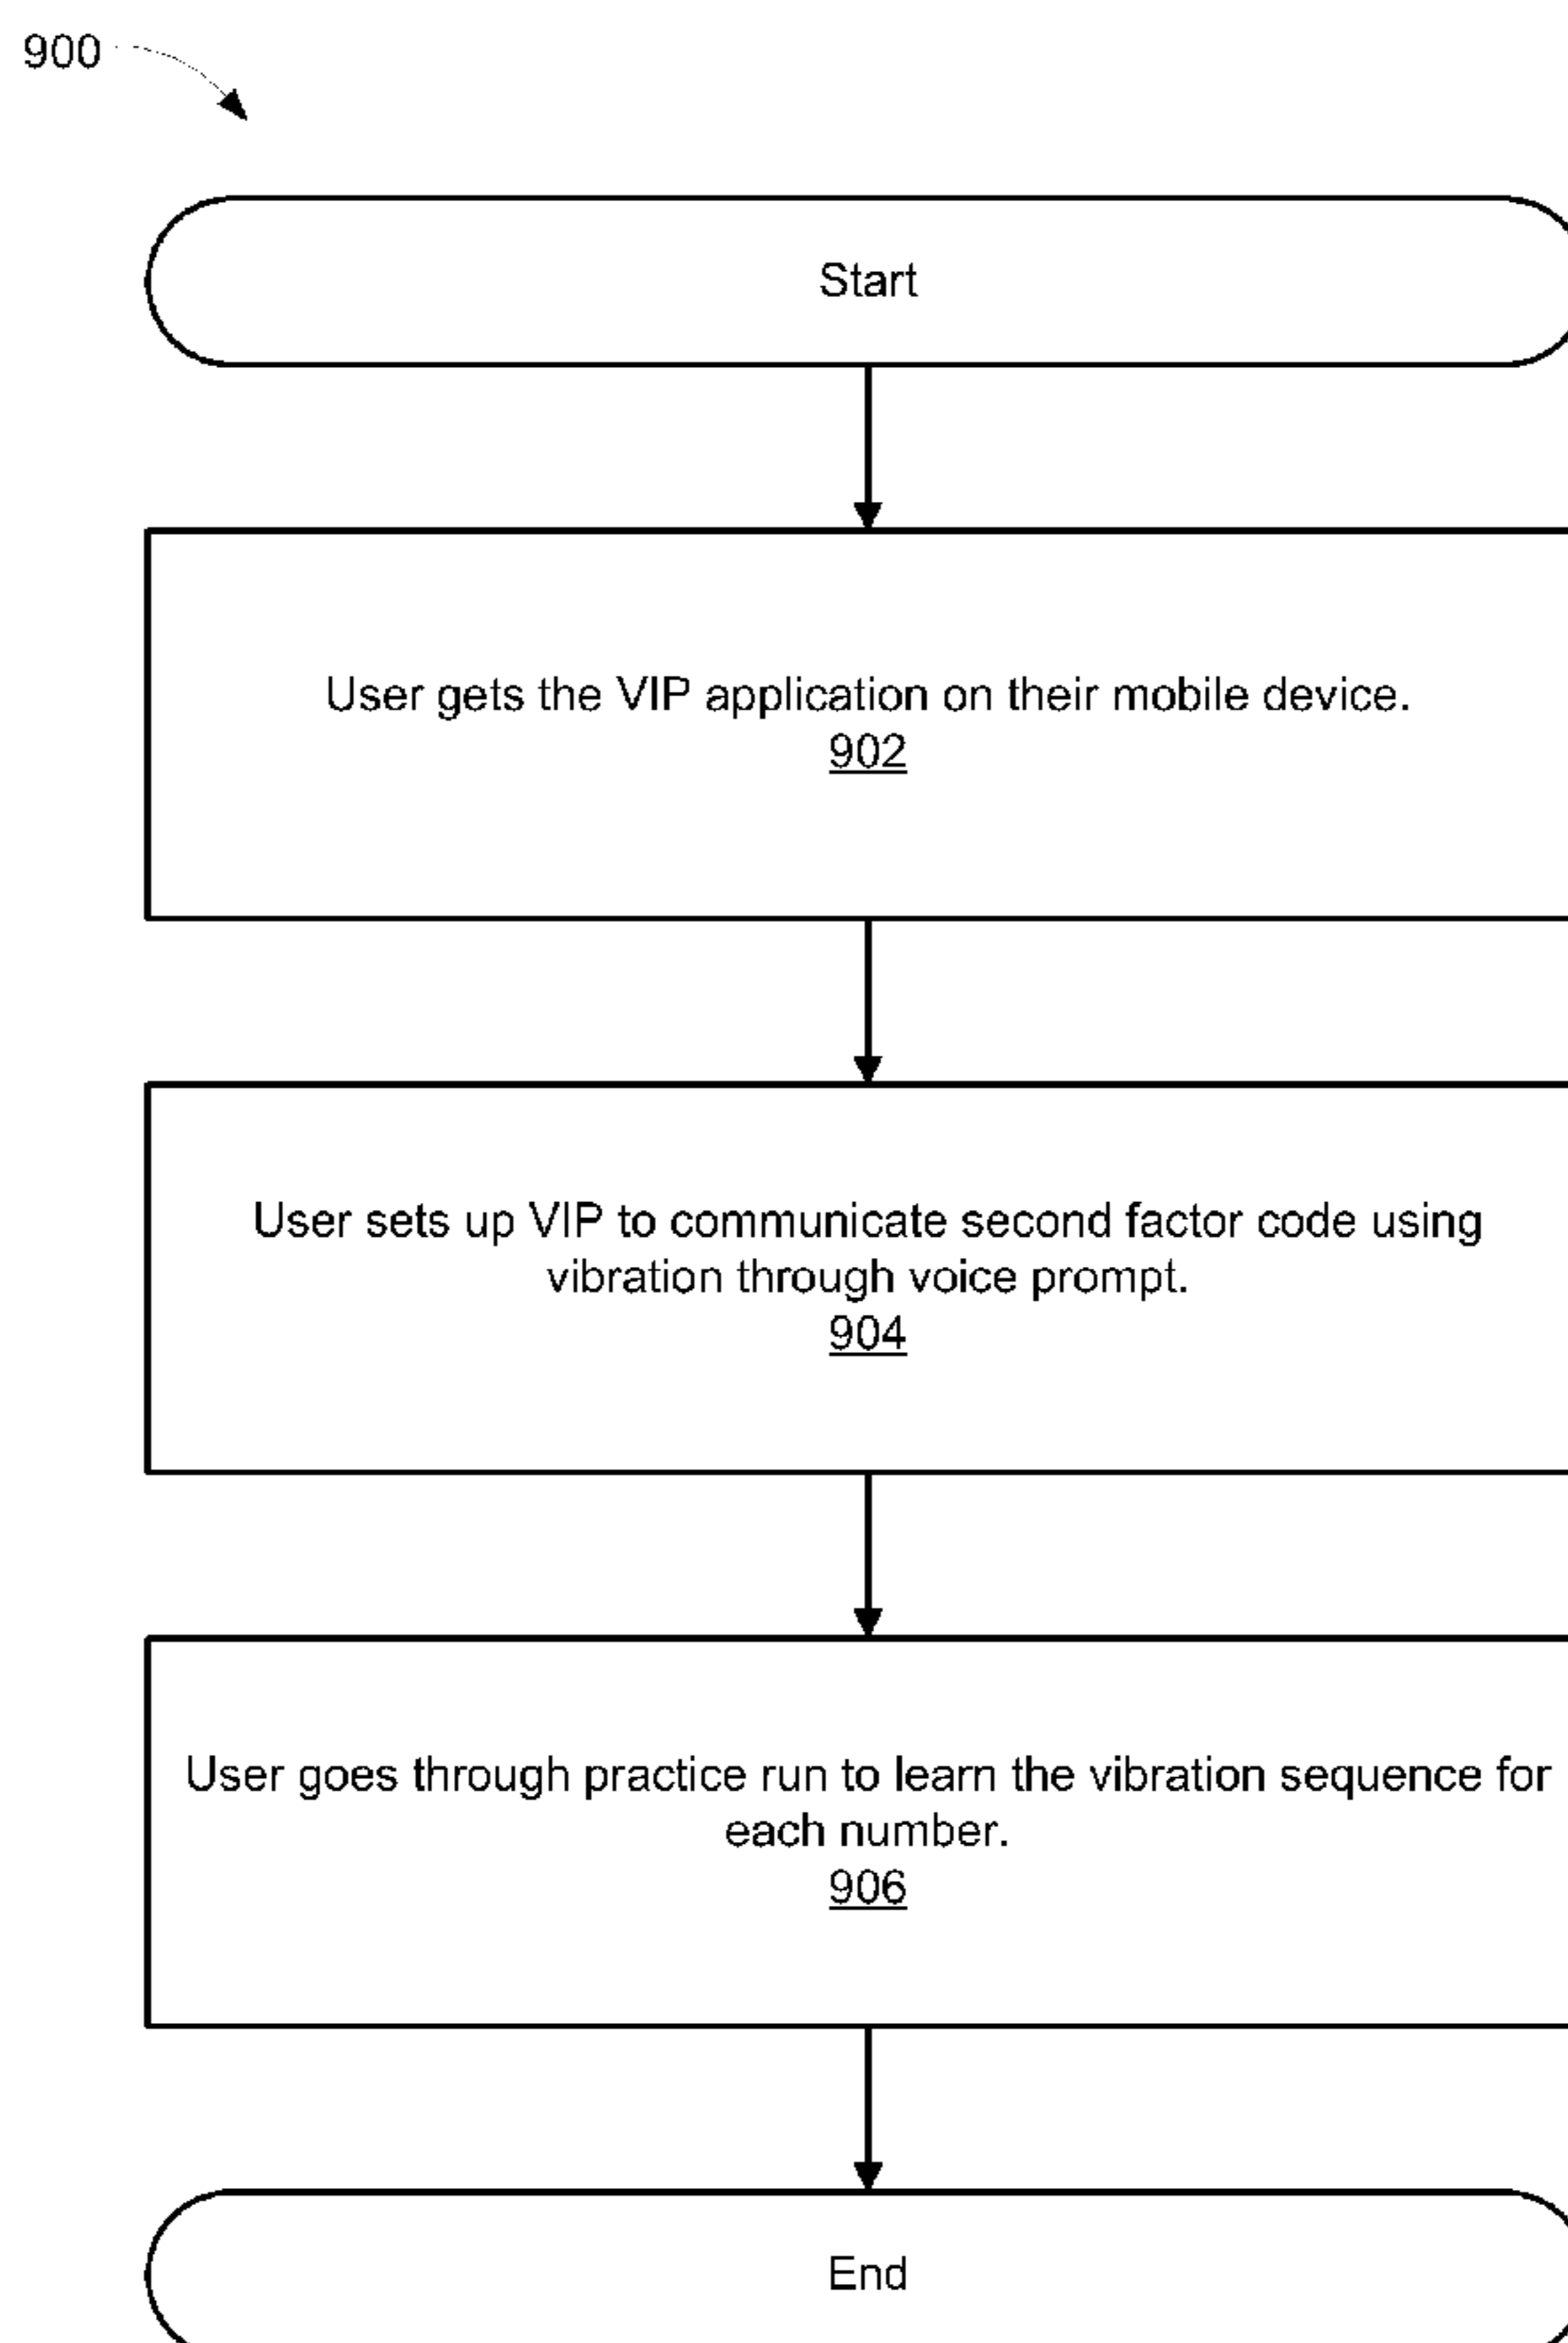 900
Start
User gets the VIP application on their mobile device.
902
User sets up VIP to communicate second factor code using
vibration through voice prompt.
904
User goes through practice run to learn the vibration sequence for
each number.
906
End